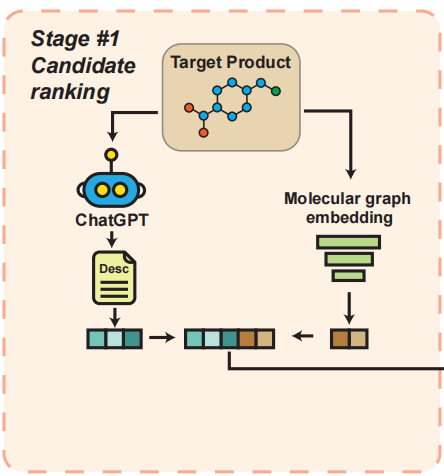 Stage #1
Candidate
ranking
Target Product
ChatGPT
Molecular graph
embedding
Desc